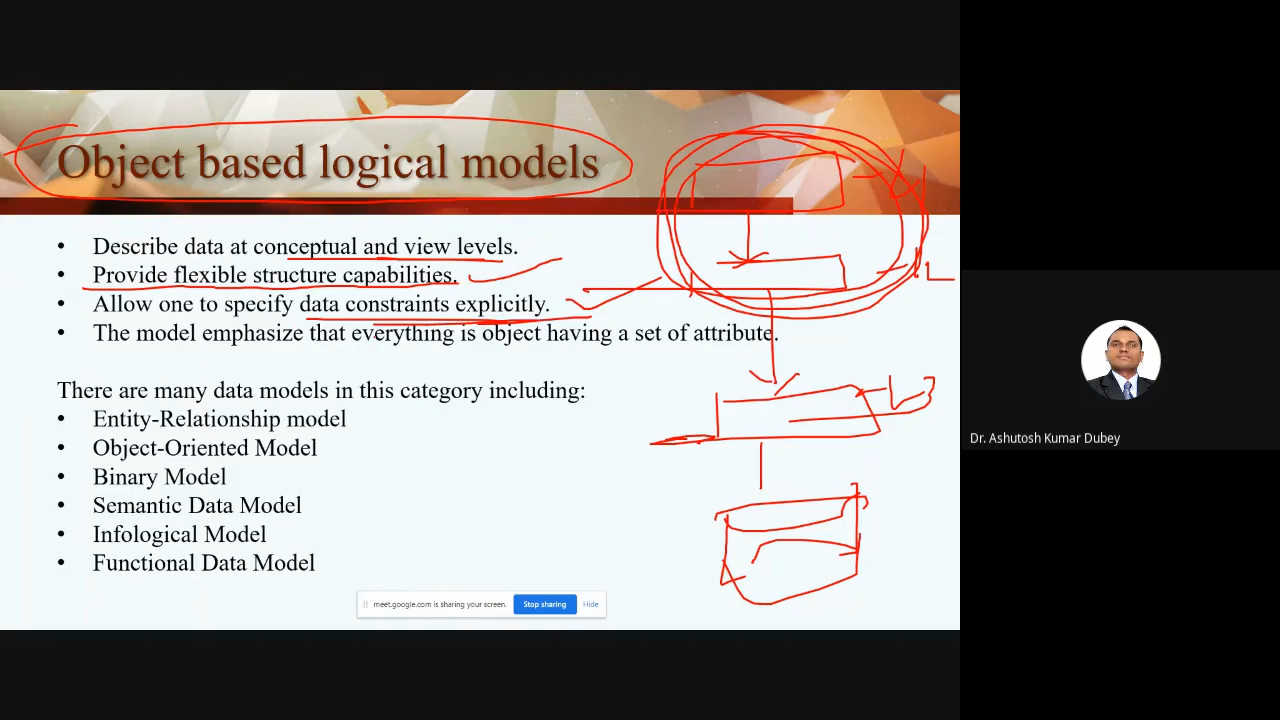 Object based logical models
• Describe data at conceptual and view levels.
• Provide flexible structure capabilities.
• Allow one to specify data constraints explicitly.
• The model emphasize that everything is object having a set of attribute.
There are many data models in this category including:
• Entity-Relationship model
• Object-Oriented Model
• Binary Model
• Semantic Data Model
• Infological Model
• Functional Data Model
meet.google.com is sharing your screen. Stop sharing Hide
Dr. Ashutosh Kumar Dubey